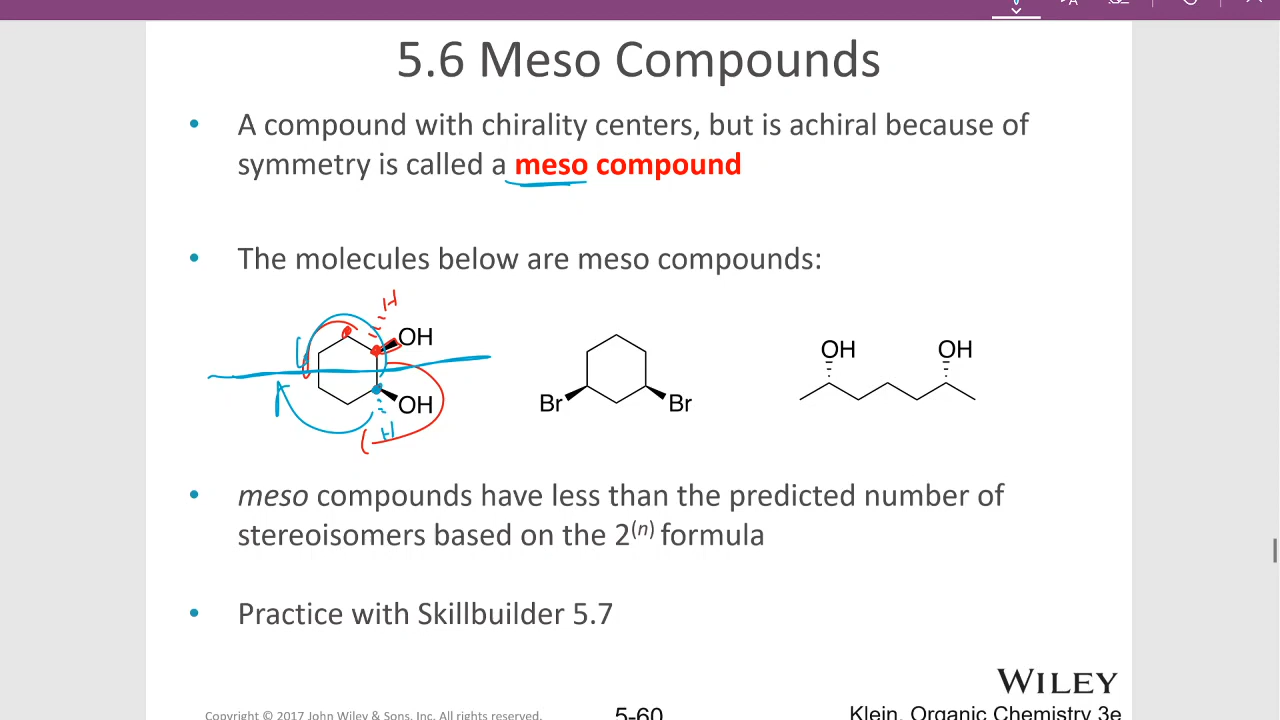 5.6 Meso Compounds
• A compound with chirality centers, but is achiral because of
symmetry is called a meso compound
• The molecules below are meso compounds:
H
OH
OH
H
Br
Br
OH
OH
• meso compounds have less than the predicted number of
stereoisomers based on the 2(n) formula
• Practice with Skillbuilder 5.7
WILEY
Copyright © 2017 John Wiley & Sons, Inc. All rights reserved.
5-60
Klein, Organic Chemistry 3e